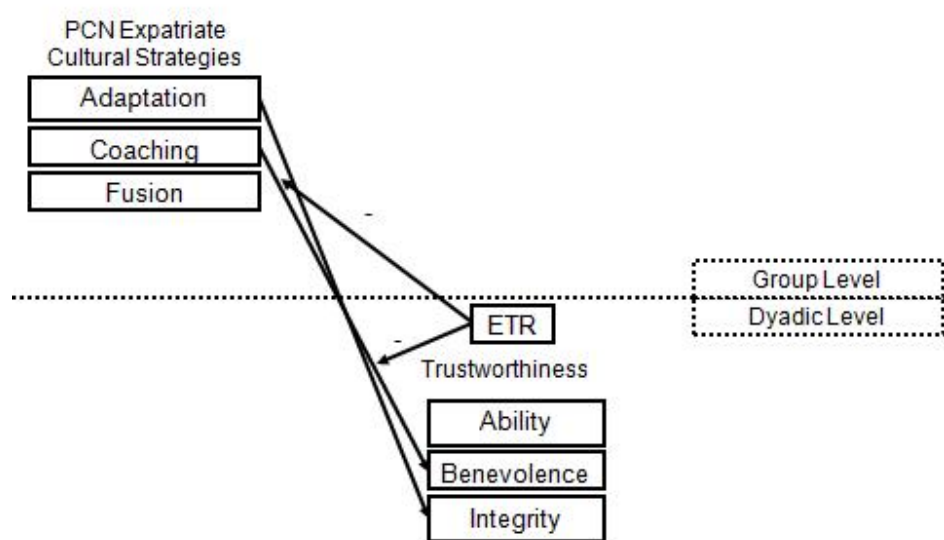 PCN Expatriate
Cultural Strategies
Adaptation
Coaching
Fusion
-
Group Level
Dyadic Level
ETR
-
Trustworthiness
Ability
Benevolence
Integrity